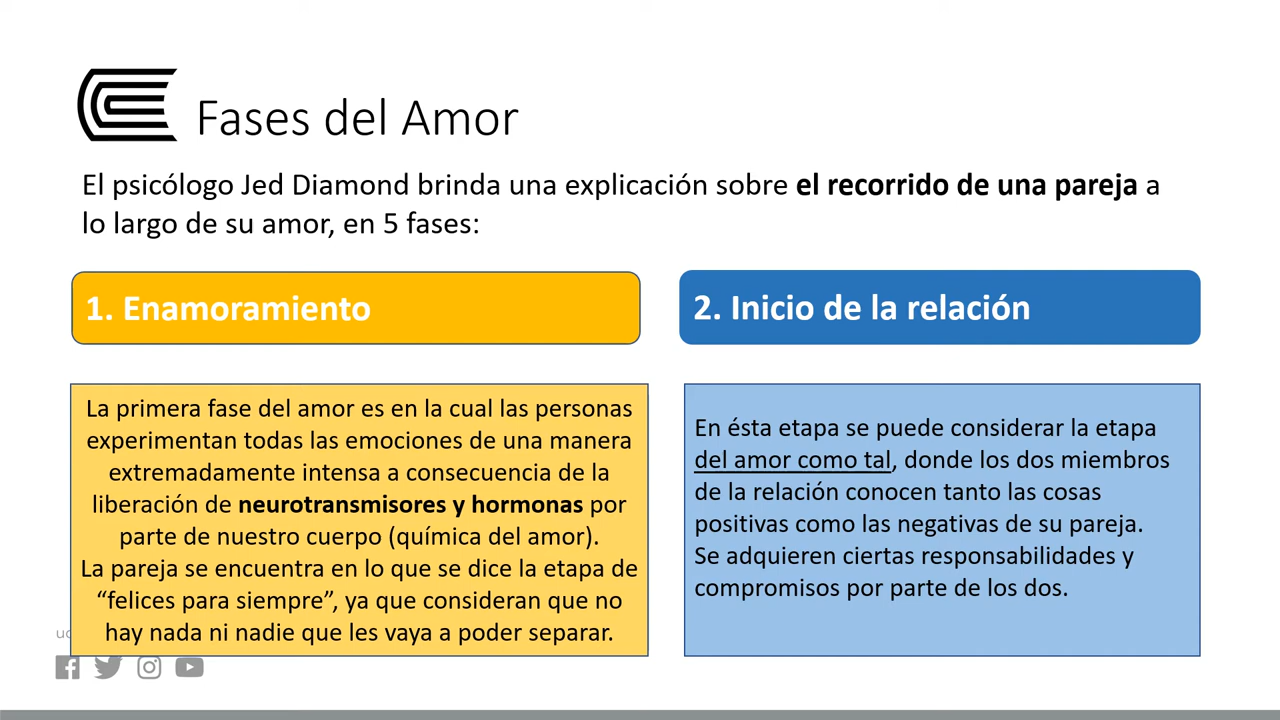 Fases del Amor
El psicólogo Jed Diamond brinda una explicación sobre el recorrido de una pareja a
lo largo de su amor, en 5 fases:
1. Enamoramiento
La primera fase del amor es en la cual las personas
experimentan todas las emociones de una manera
extremadamente intensa a consecuencia de la
liberación de neurotransmisores y hormonas por
parte de nuestro cuerpo (química del amor).
La pareja se encuentra en lo que se dice la etapa de
“felices para siempre”, ya que consideran que no
hay nada ni nadie que les vaya a poder separar.
2. Inicio de la relación
En ésta etapa se puede considerar la etapa
del amor como tal, donde los dos miembros
de la relación conocen tanto las cosas
positivas como las negativas de su pareja.
Se adquieren ciertas responsabilidades y
compromisos por parte de los dos.